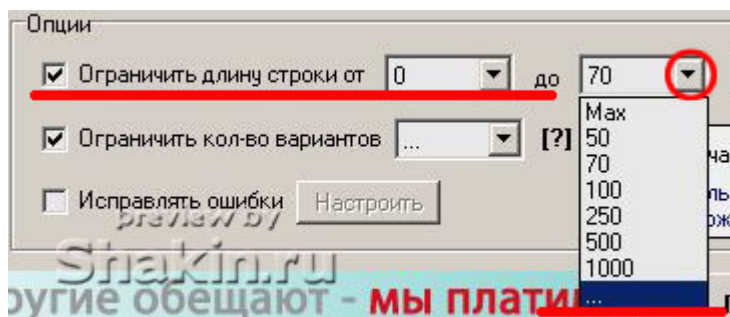 Опции
Ограничить длину строки от 0 до 70
Max
50
70
100
250
500
1000
...
Ограничить кол-во вариантов ... [?]
Исправлять ошибки Настроить
preview by
Shakin.ru
другие обещают - мы плати